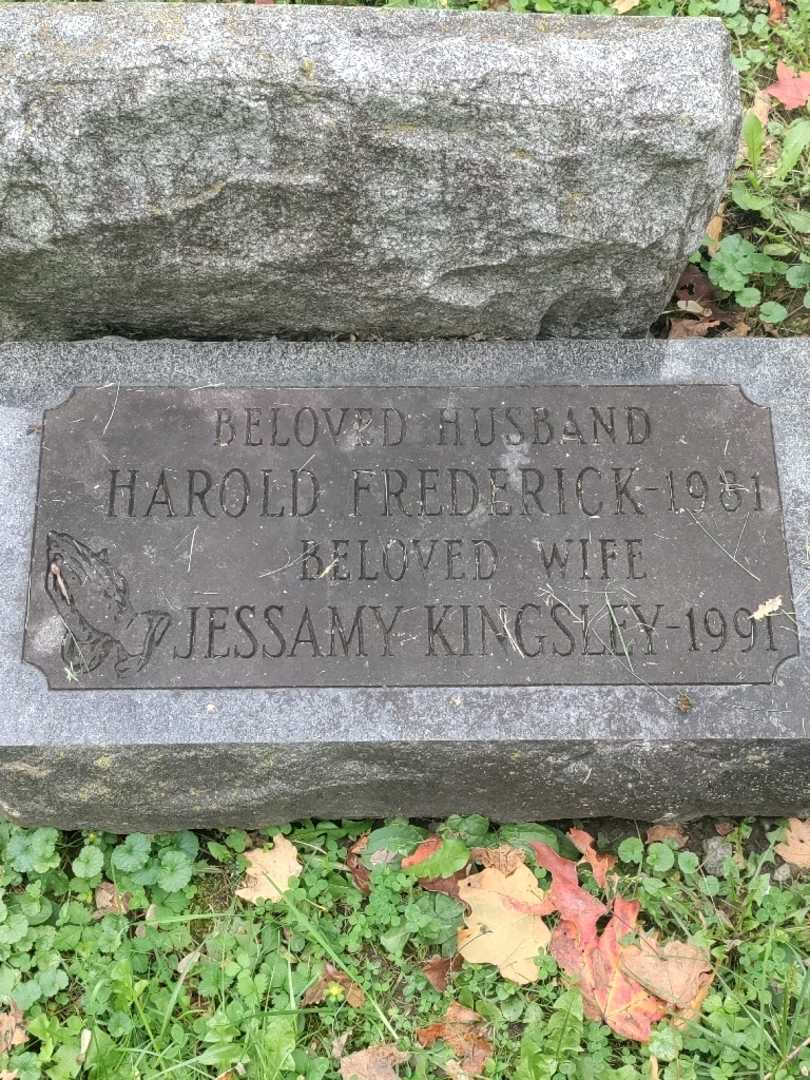 BELOVED HUSBAND
HAROLD FREDERICK-1981
BELOVED WIFE
JESSAMY KINGSLEY-1991